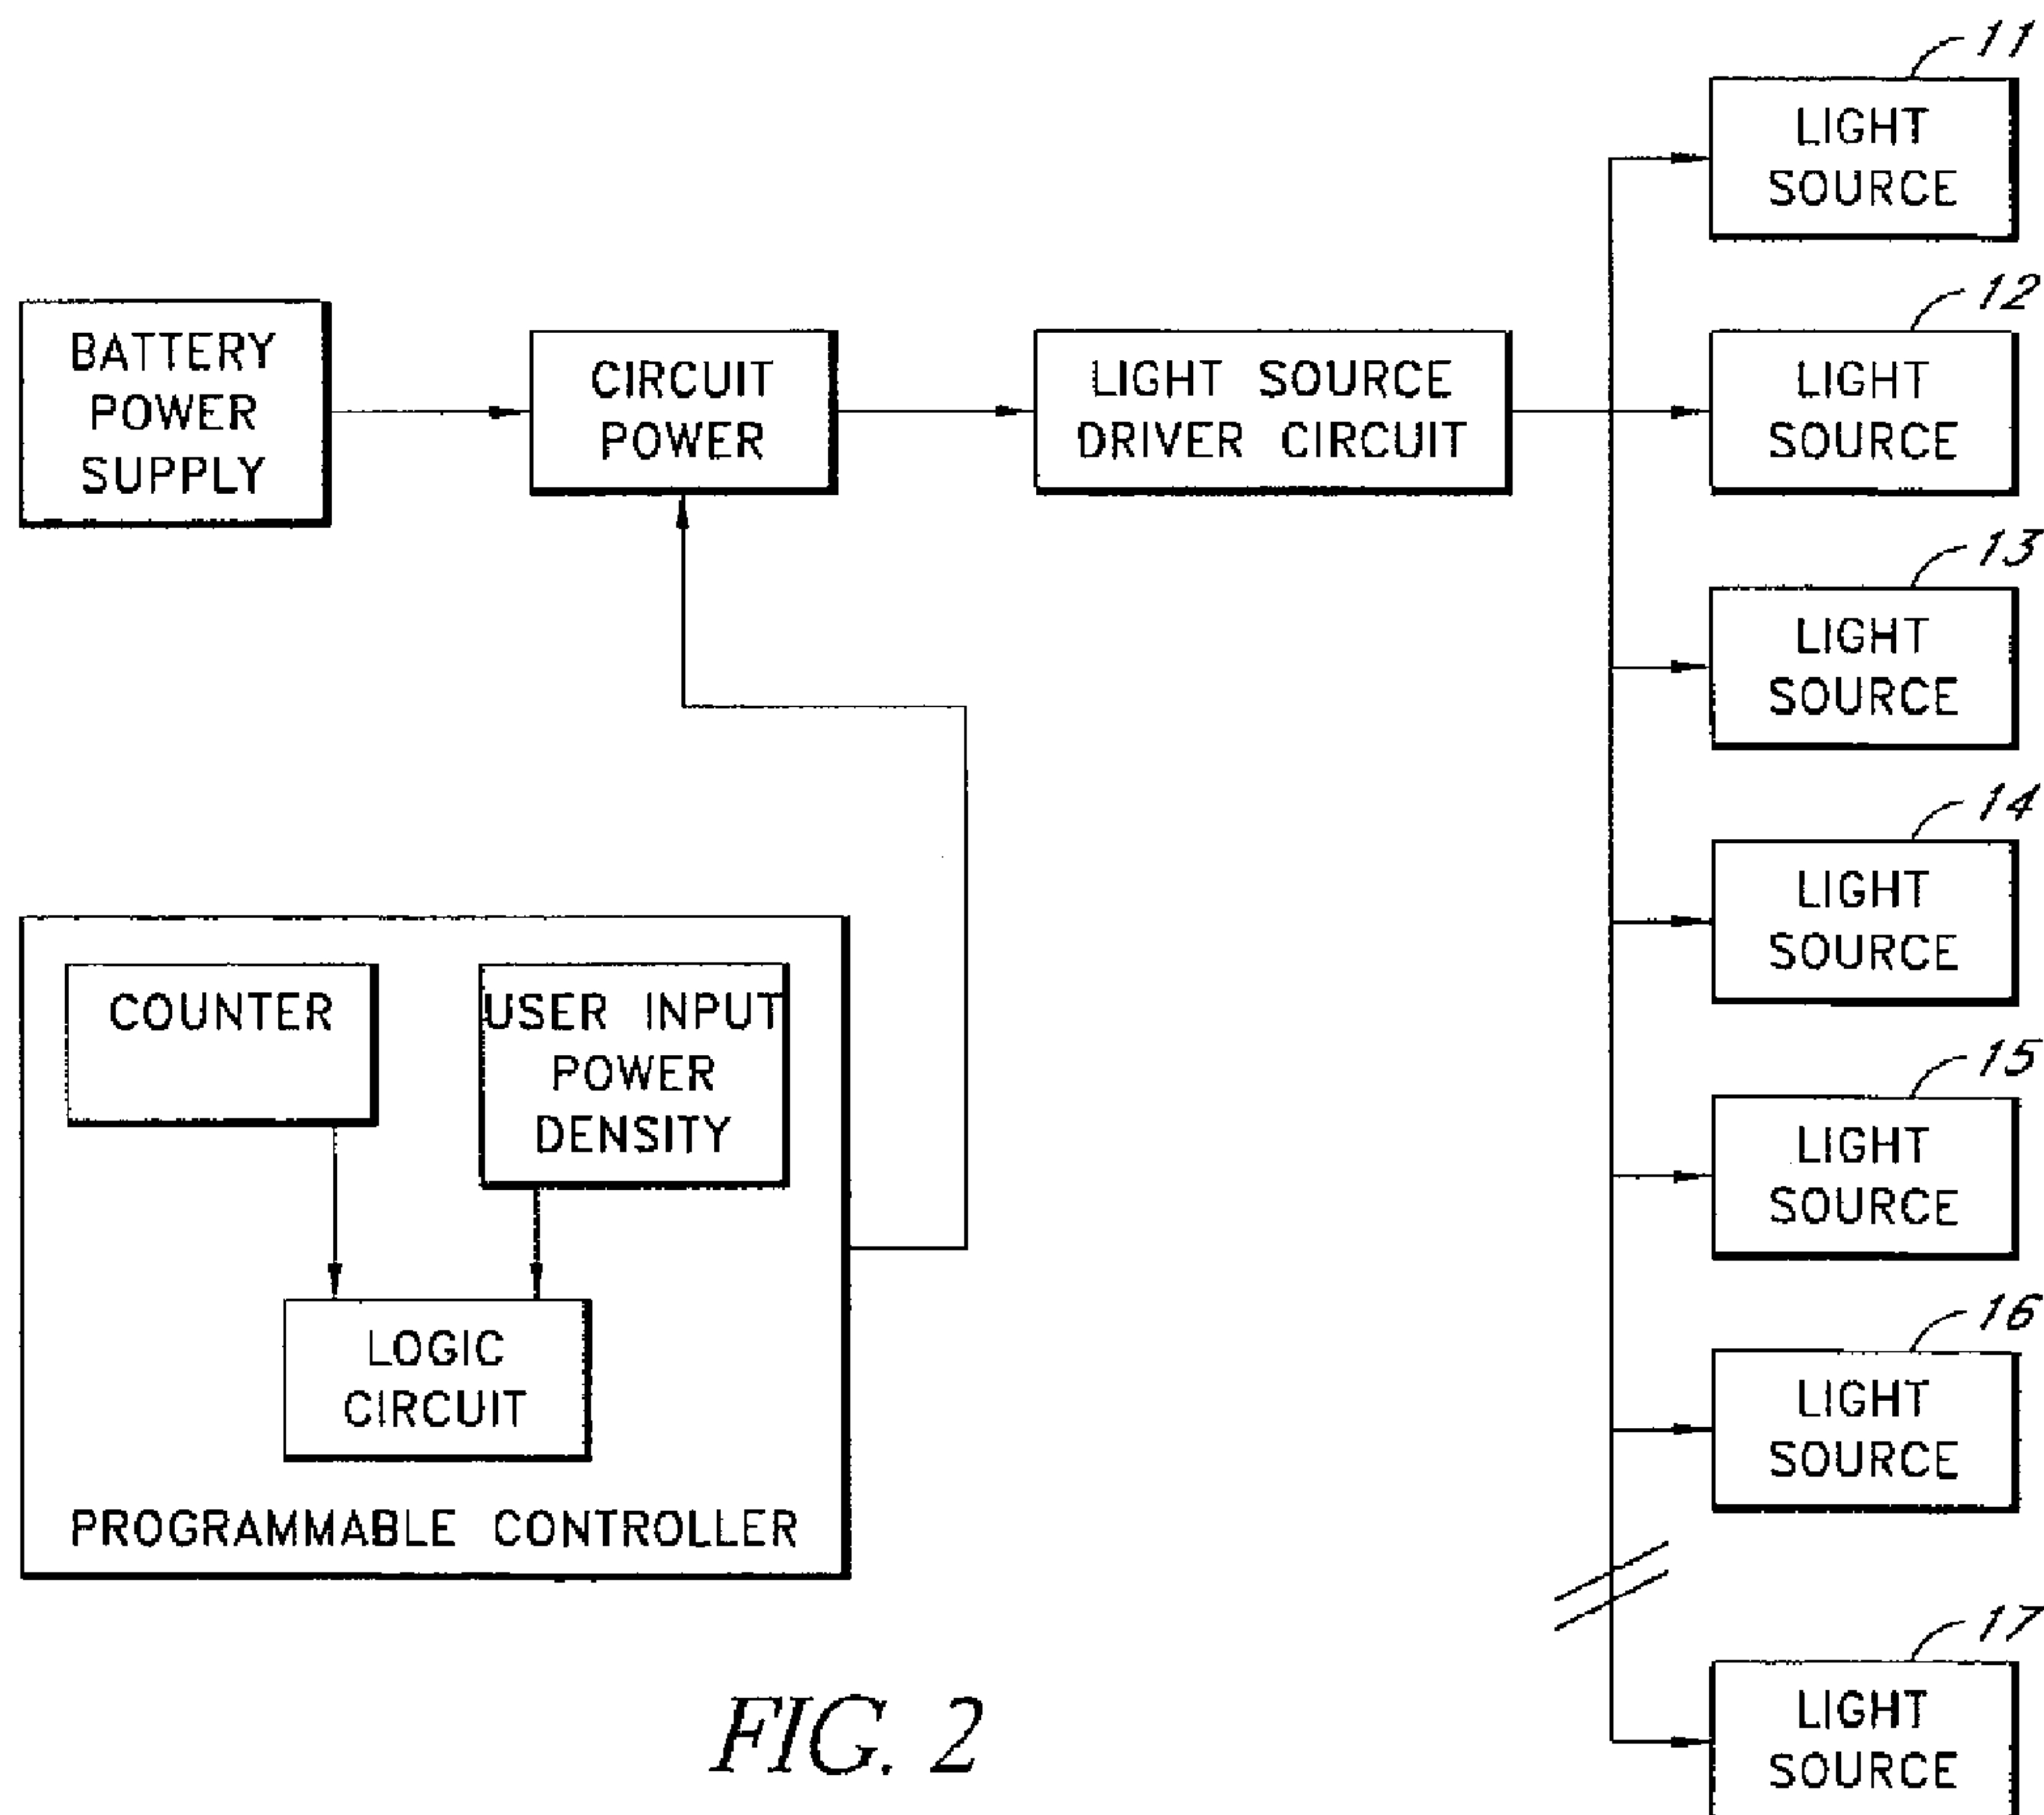 11
LIGHT
SOURCE
12
BATTERY
POWER
SUPPLY
CIRCUIT
POWER
LIGHT SOURCE
DRIVER CIRCUIT
LIGHT
SOURCE
13
LIGHT
SOURCE
14
LIGHT
SOURCE
COUNTER
USER INPUT
POWER
DENSITY
15
LIGHT
SOURCE
LOGIC
CIRCUIT
16
LIGHT
SOURCE
PROGRAMMABLE CONTROLLER
17
LIGHT
SOURCE
FIG. 2